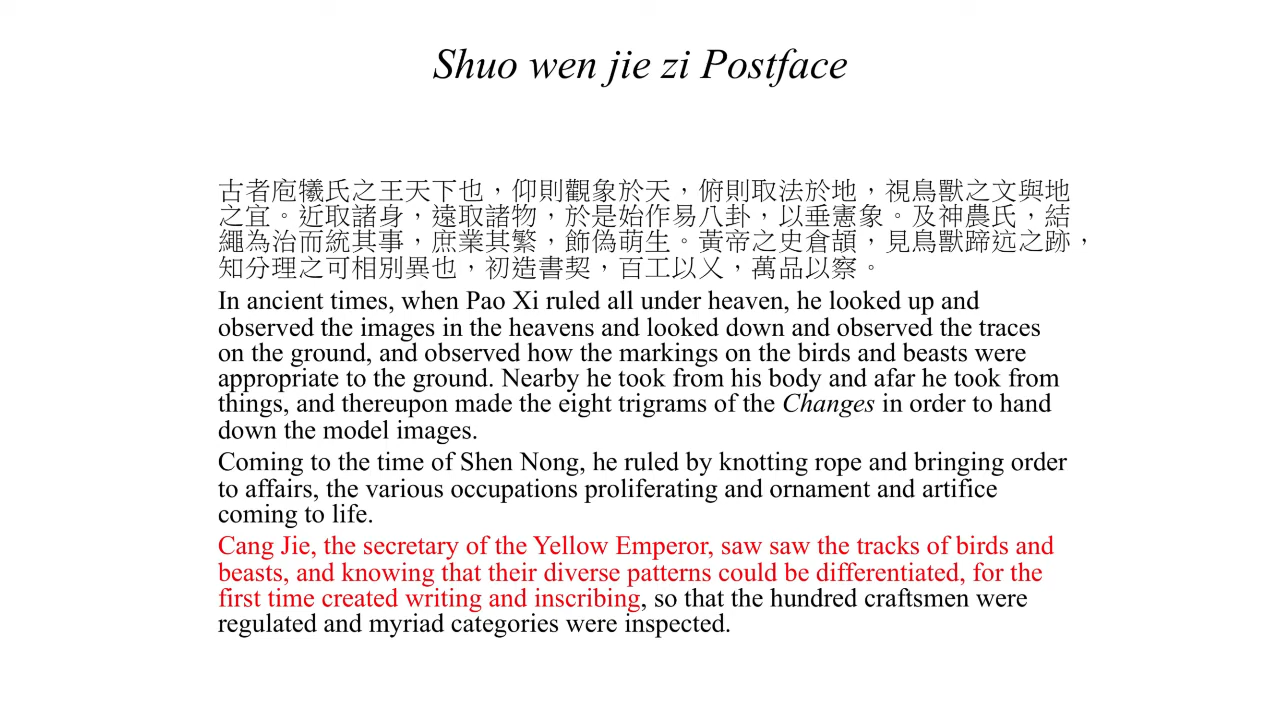 Shuo wen jie zi Postface
古者庖犧氏之王天下也，仰則觀象於天，俯則取法於地，視鳥獸之文與地
之宜。近取諸身，遠取諸物，於是始作易八卦，以垂憲象。及神農氏，結
繩為治而統其事，庶業其繁，飾偽萌生。黃帝之史倉頡，見鳥獸蹄迒之跡，
知分理之可相別異也，初造書契，百工以乂，萬品以察。
In ancient times, when Pao Xi ruled all under heaven, he looked up and
observed the images in the heavens and looked down and observed the traces
on the ground, and observed how the markings on the birds and beasts were
appropriate to the ground. Nearby he took from his body and afar he took from
things, and thereupon made the eight trigrams of the Changes in order to hand
down the model images.
Coming to the time of Shen Nong, he ruled by knotting rope and bringing order
to affairs, the various occupations proliferating and ornament and artifice
coming to life.
Cang Jie, the secretary of the Yellow Emperor, saw saw the tracks of birds and
beasts, and knowing that their diverse patterns could be differentiated, for the
first time created writing and inscribing, so that the hundred craftsmen were
regulated and myriad categories were inspected.